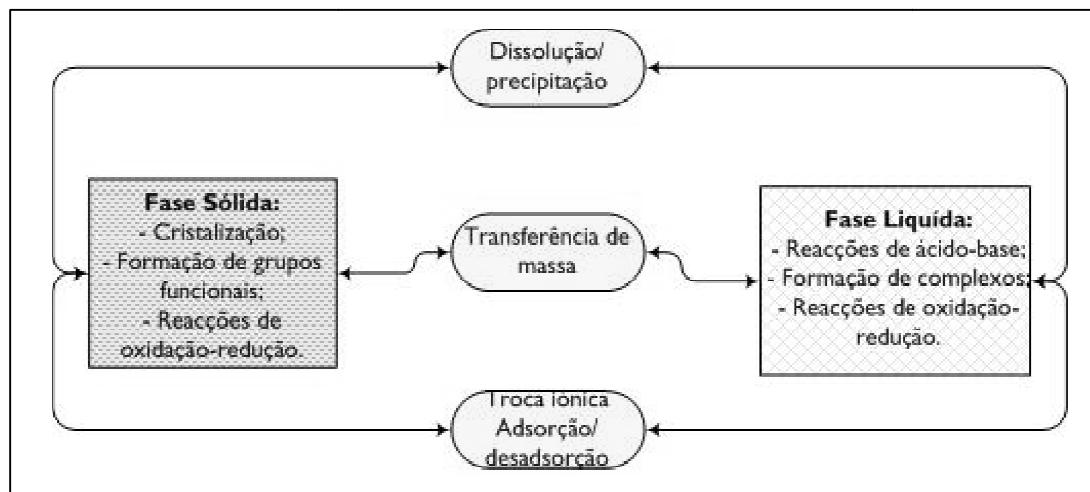 Dissolução/
precipitação
Fase Sólida:
- Cristalização;
- Formação de grupos
funcionais;
- Reacções de
oxidação-redução.
Transferência de
massa
Fase Liquída:
- Reacções de ácido-base;
- Formação de complexos;
- Reacções de oxidação-
redução.
Troca iónica
Adsorção/
desadsorção